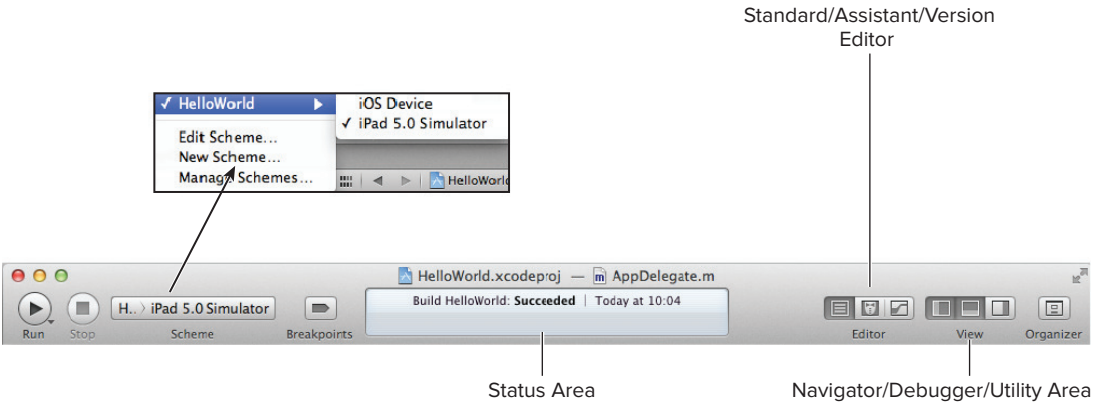 Standard/Assistant/Version
Editor
✓ HelloWorld
iOS Device
✓ iPad 5.0 Simulator
Edit Scheme...
New Scheme...
Manage Schemes...
HelloWorld
HelloWorld.xcodeproj — AppDelegate.m
Build HelloWorld: Succeeded | Today at 10:04
H.. › iPad 5.0 Simulator
Run
Stop
Scheme
Breakpoints
Editor
View
Organizer
Status Area
Navigator/Debugger/Utility Area